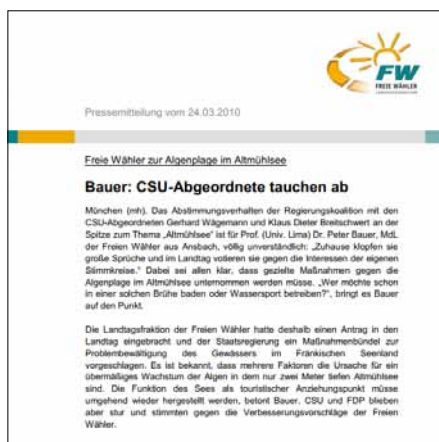 FW
FREIE WÄHLER
Pressemitteilung vom 24.03.2010
Freie Wähler zur Algenplage im Altmühlsee
Bauer: CSU-Abgeordnete tauchen ab
München (mh). Das Abstimmungsverhalten der Regierungskoalition mit den
CSU-Abgeordneten Gerhard Wägemann und Klaus Dieter Breitschwert an der
Spitze zum Thema „Altmühlsee" ist für Prof. (Univ. Lima) Dr. Peter Bauer, MdL
der Freien Wähler aus Ansbach, völlig unverständlich: „Zuhause klopfen sie
große Sprüche und im Landtag votieren sie gegen die Interessen der eigenen
Stimmkreise." Dabei sei allen klar, dass gezielte Maßnahmen gegen die
Algenplage im Altmühlsee unternommen werden müsse. „Wer möchte schon
in einer solchen Brühe baden oder Wassersport betreiben?", bringt es Bauer
auf den Punkt.
Die Landtagsfraktion der Freien Wähler hatte deshalb einen Antrag in den
Landtag eingebracht und der Staatsregierung ein Maßnahmenbündel zur
Problembewältigung des Gewässers im Fränkischen Seenland
vorgeschlagen. Es ist bekannt, dass mehrere Faktoren die Ursache für ein
übermäßiges Wachstum der Algen in dem nur zwei Meter tiefen Altmühlsee
sind. Die Funktion des Sees als touristischer Anziehungspunkt müsse
umgehend wieder hergestellt werden, betont Bauer. CSU und FDP blieben
aber stur und stimmten gegen die Verbesserungsvorschläge der Freien
Wähler.